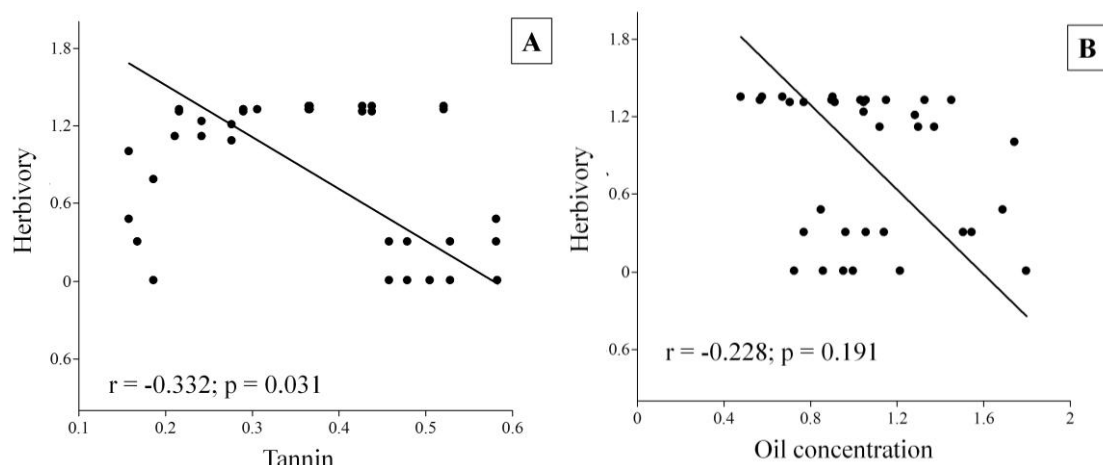 A
1.8
1.2
0.6
0
0.6
Herbivory
r = -0.332; p = 0.031
0.1 0.2 0.3 0.4 0.5 0.6
Tannin
B
1.8
1.2
0.6
0
0.6
Herbivory
r = -0.228; p = 0.191
0 0.4 0.8 1.2 1.6 2
Oil concentration